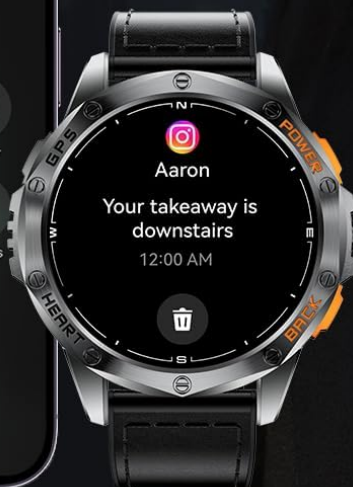 N
GPS
POWER
Aaron
Your takeaway is
downstairs
12:00 AM
W
E
HEART
BACK
S